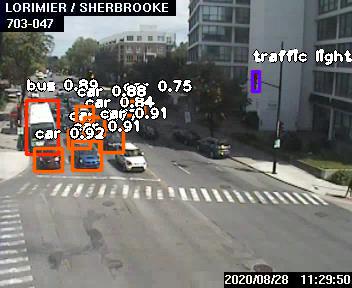 LORIMIER / SHERBROOKE
703-047
traffic light
bus 0.89
car 0.88
car 0.75
car 0.84
car 0.91
car 0.91
car 0.92
2020/08/28 11:29:50